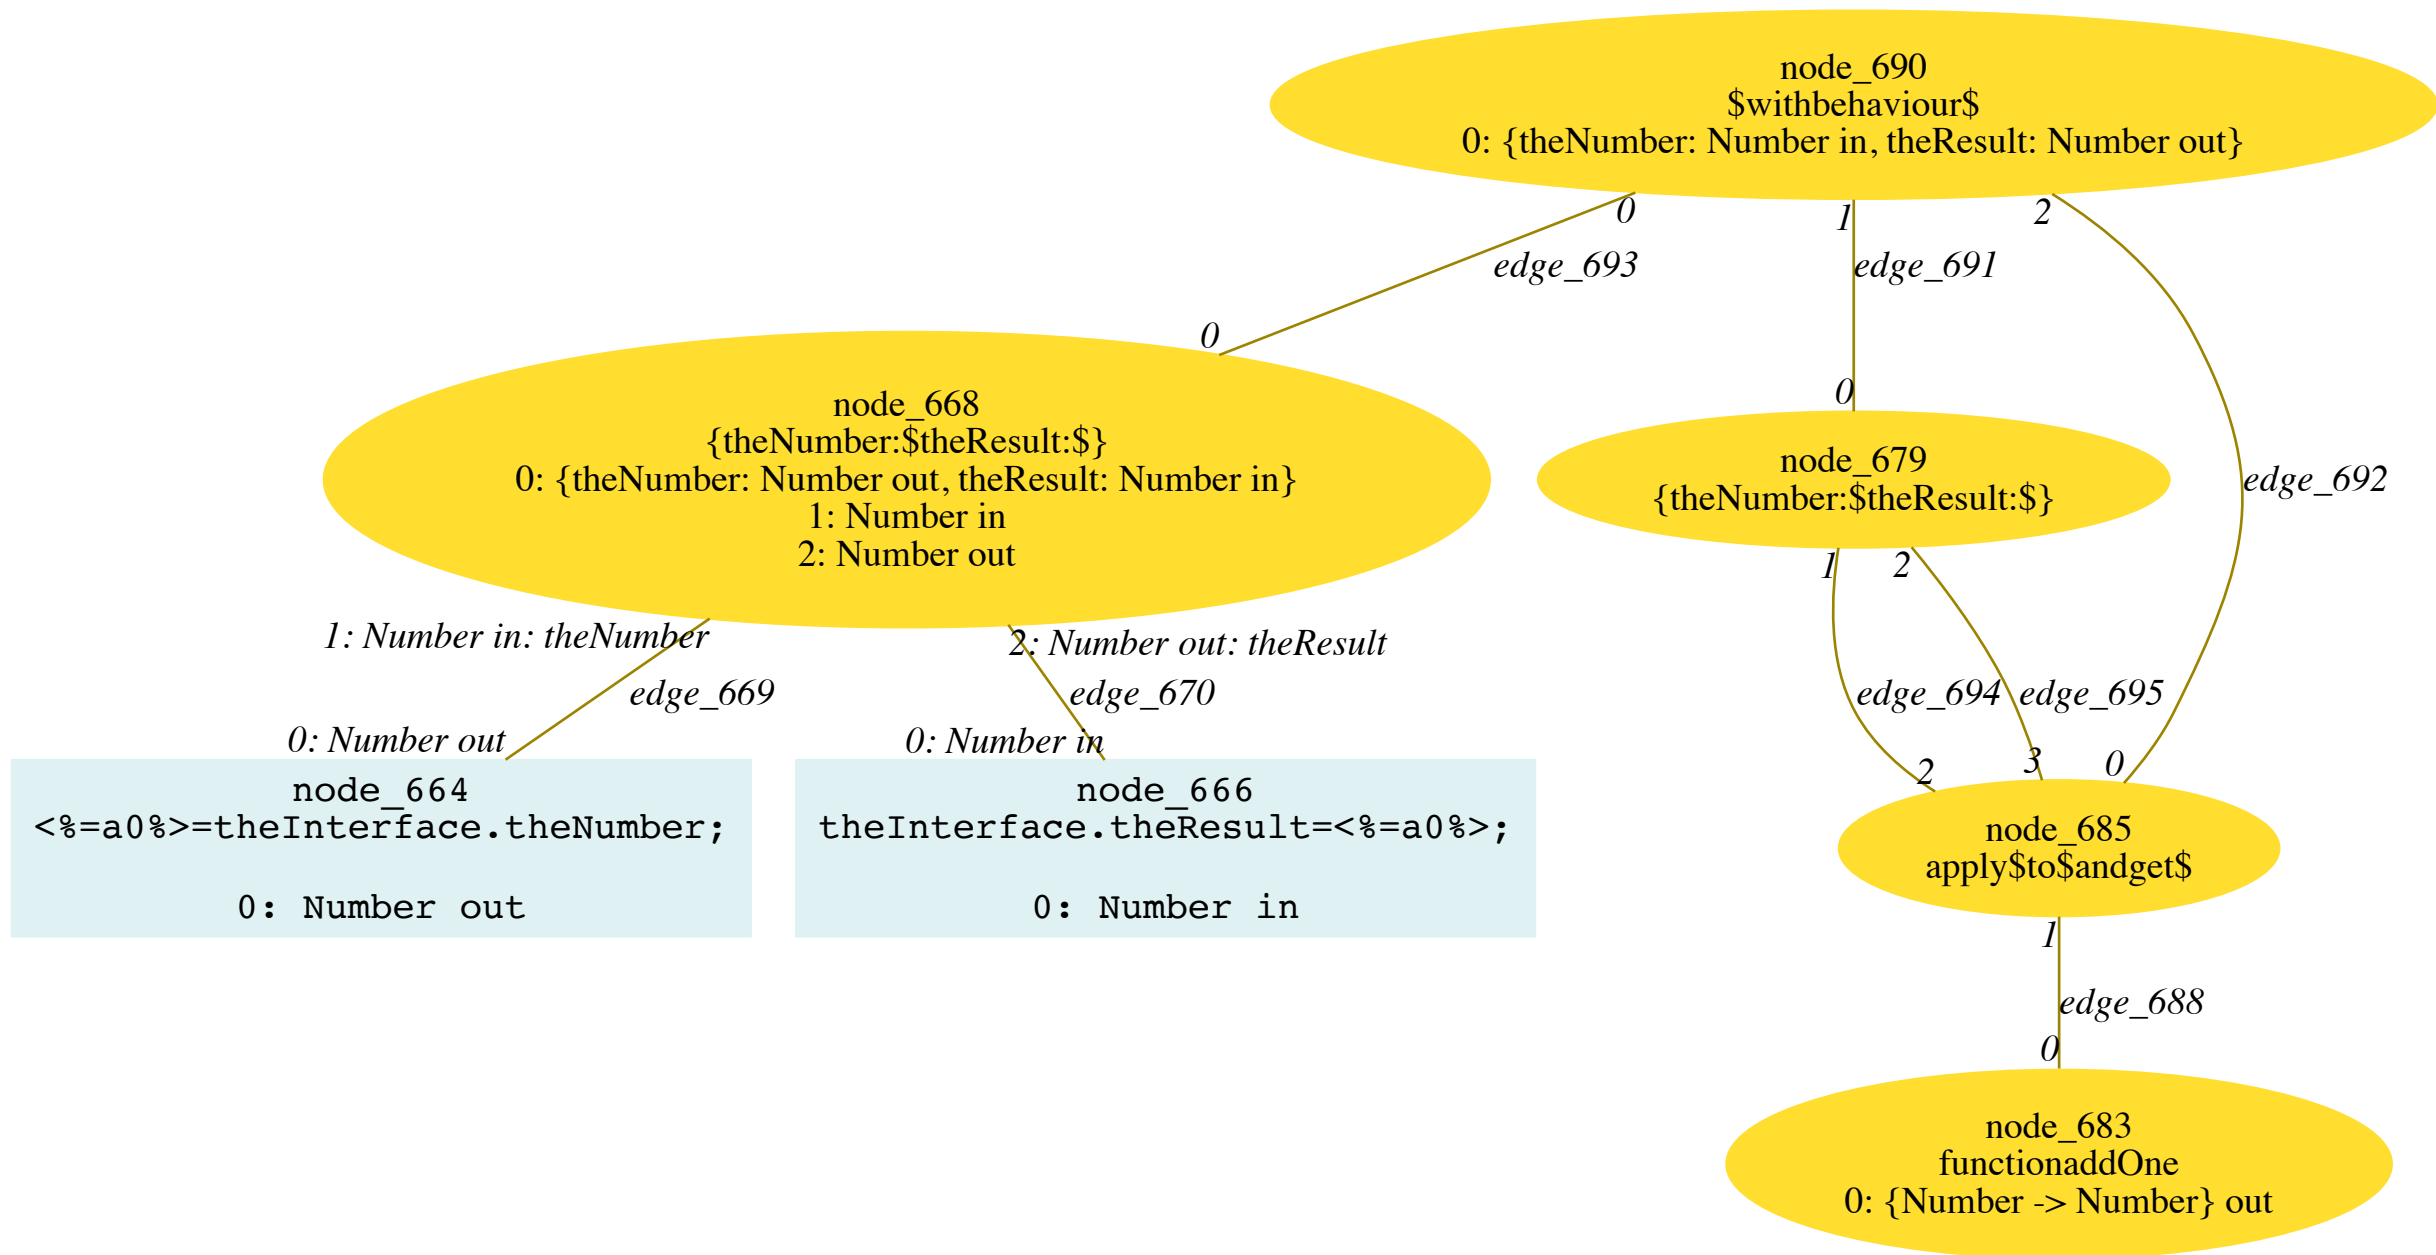 node_690
$withbehaviour$
0: {theNumber: Number in, theResult: Number out}
0
1
2
edge_693
edge_691
0
0
node_668
{theNumber:$theResult:$}
0: {theNumber: Number out, theResult: Number in}
1: Number in
2: Number out
node_679
{theNumber:$theResult:$}
edge_692
1
2
1: Number in: theNumber
2: Number out: theResult
edge_669
edge_670
edge_694
edge_695
0: Number out
0: Number in
2
3
0
node_664
<%=a0%>=theInterface.theNumber;
0: Number out
node_666
theInterface.theResult=<%=a0%>;
0: Number in
node_685
apply$to$andget$
1
edge_688
0
node_683
functionaddOne
0: {Number -> Number} out